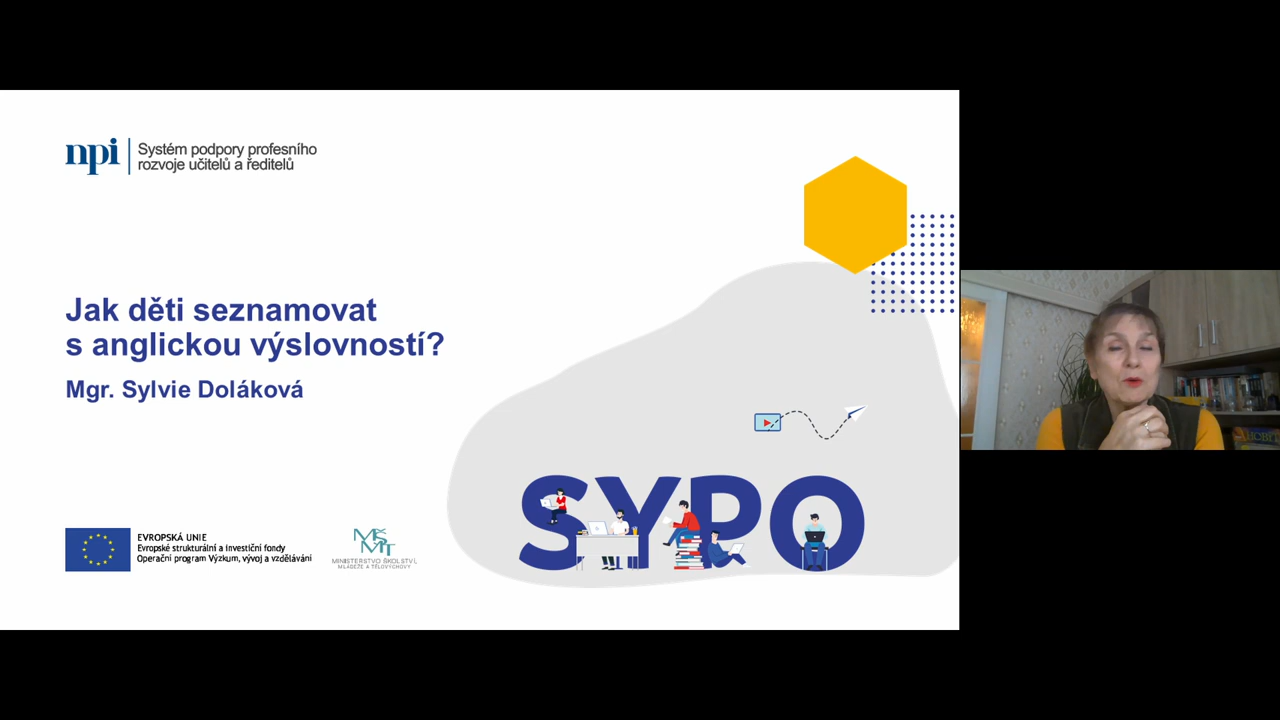 npi
Systém podpory profesního
rozvoje učitelů a ředitelů
Jak děti seznamovat
s anglickou výslovností?
Mgr. Sylvie Doláková
SYPO
EVROPSKÁ UNIE
Evropské strukturální a investiční fondy
Operační program Výzkum, vývoj a vzdělávání
MŠMT
MINISTERSTVO ŠKOLSTVÍ,
MLÁDEŽE A TĚLOVÝCHOVY